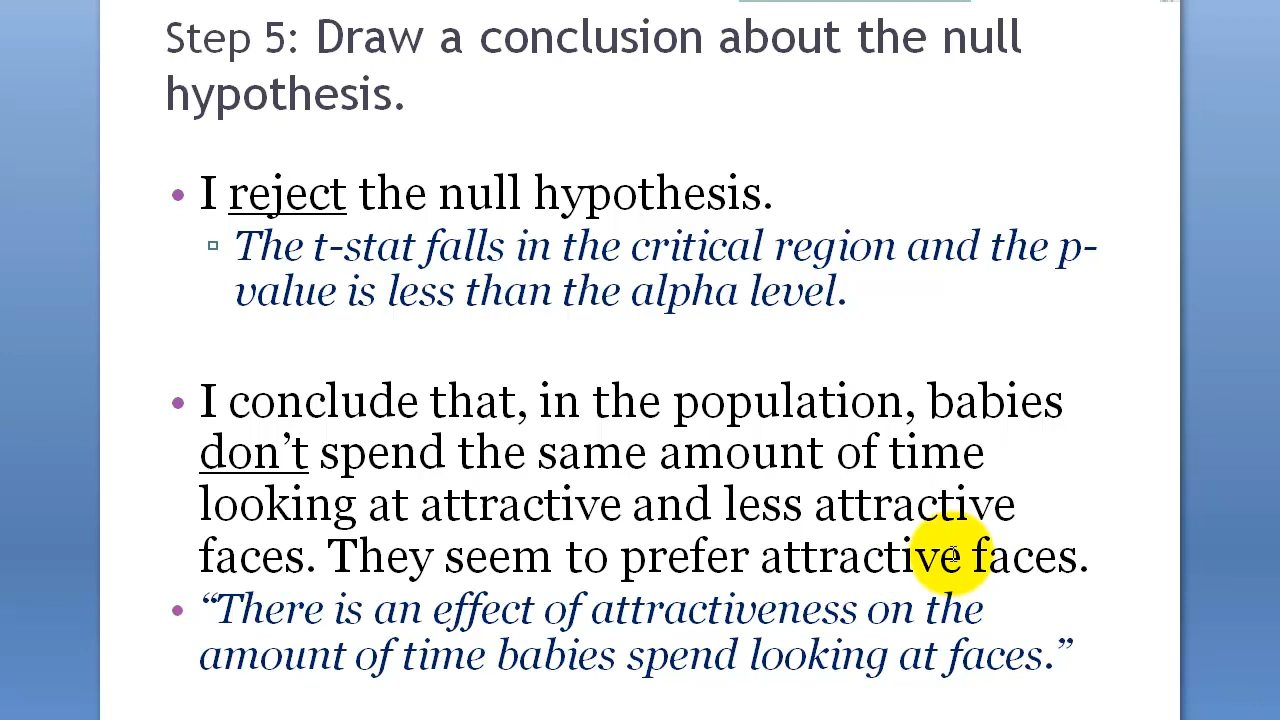 Step 5: Draw a conclusion about the null
hypothesis.
• I reject the null hypothesis.
▫ The t-stat falls in the critical region and the p-
value is less than the alpha level.
• I conclude that, in the population, babies
don’t spend the same amount of time
looking at attractive and less attractive
faces. They seem to prefer attractive faces.
• “There is an effect of attractiveness on the
amount of time babies spend looking at faces.”